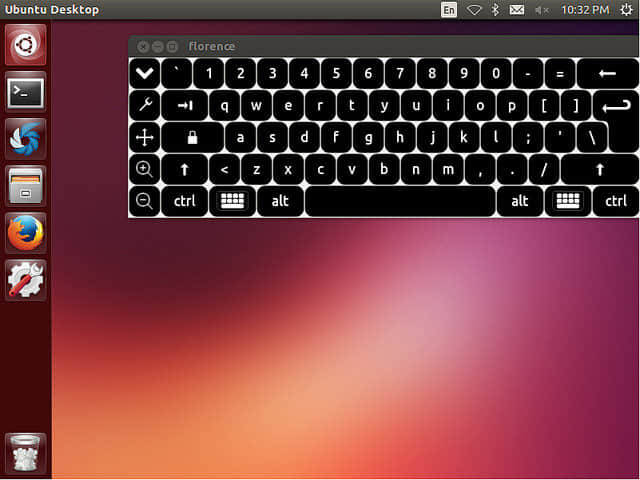 Ubuntu Desktop En 10:32 PM
florence
` 1 2 3 4 5 6 7 8 9 0 - =
q w e r t y u i o p [ ]
a s d f g h j k l ; ' \
< z x c v b n m , . /
ctrl alt alt ctrl
>_